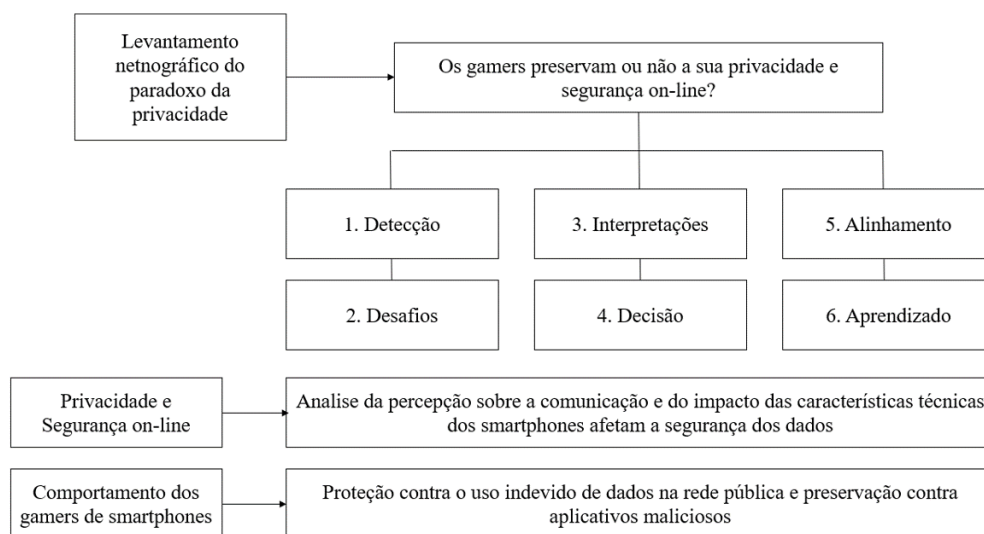 Levantamento
netnográfico do
paradoxo da
privacidade
Os gamers preservam ou não a sua privacidade e
segurança on-line?
1. Detecção
3. Interpretações
5. Alinhamento
2. Desafios
4. Decisão
6. Aprendizado
Privacidade e
Segurança on-line
Analise da percepção sobre a comunicação e do impacto das características técnicas
dos smartphones afetam a segurança dos dados
Comportamento dos
gamers de smartphones
Proteção contra o uso indevido de dados na rede pública e preservação contra
aplicativos maliciosos